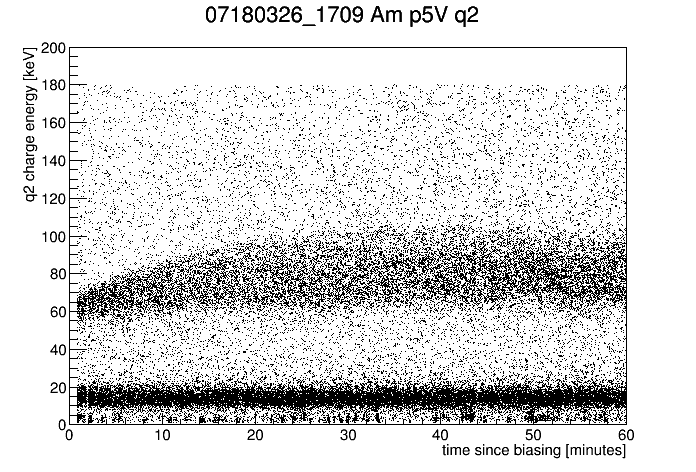 07180326_1709 Am p5V q2
q2 charge energy [keV]
200
180
160
140
120
100
80
60
40
20
0
0 10 20 30 40 50 60
time since biasing [minutes]